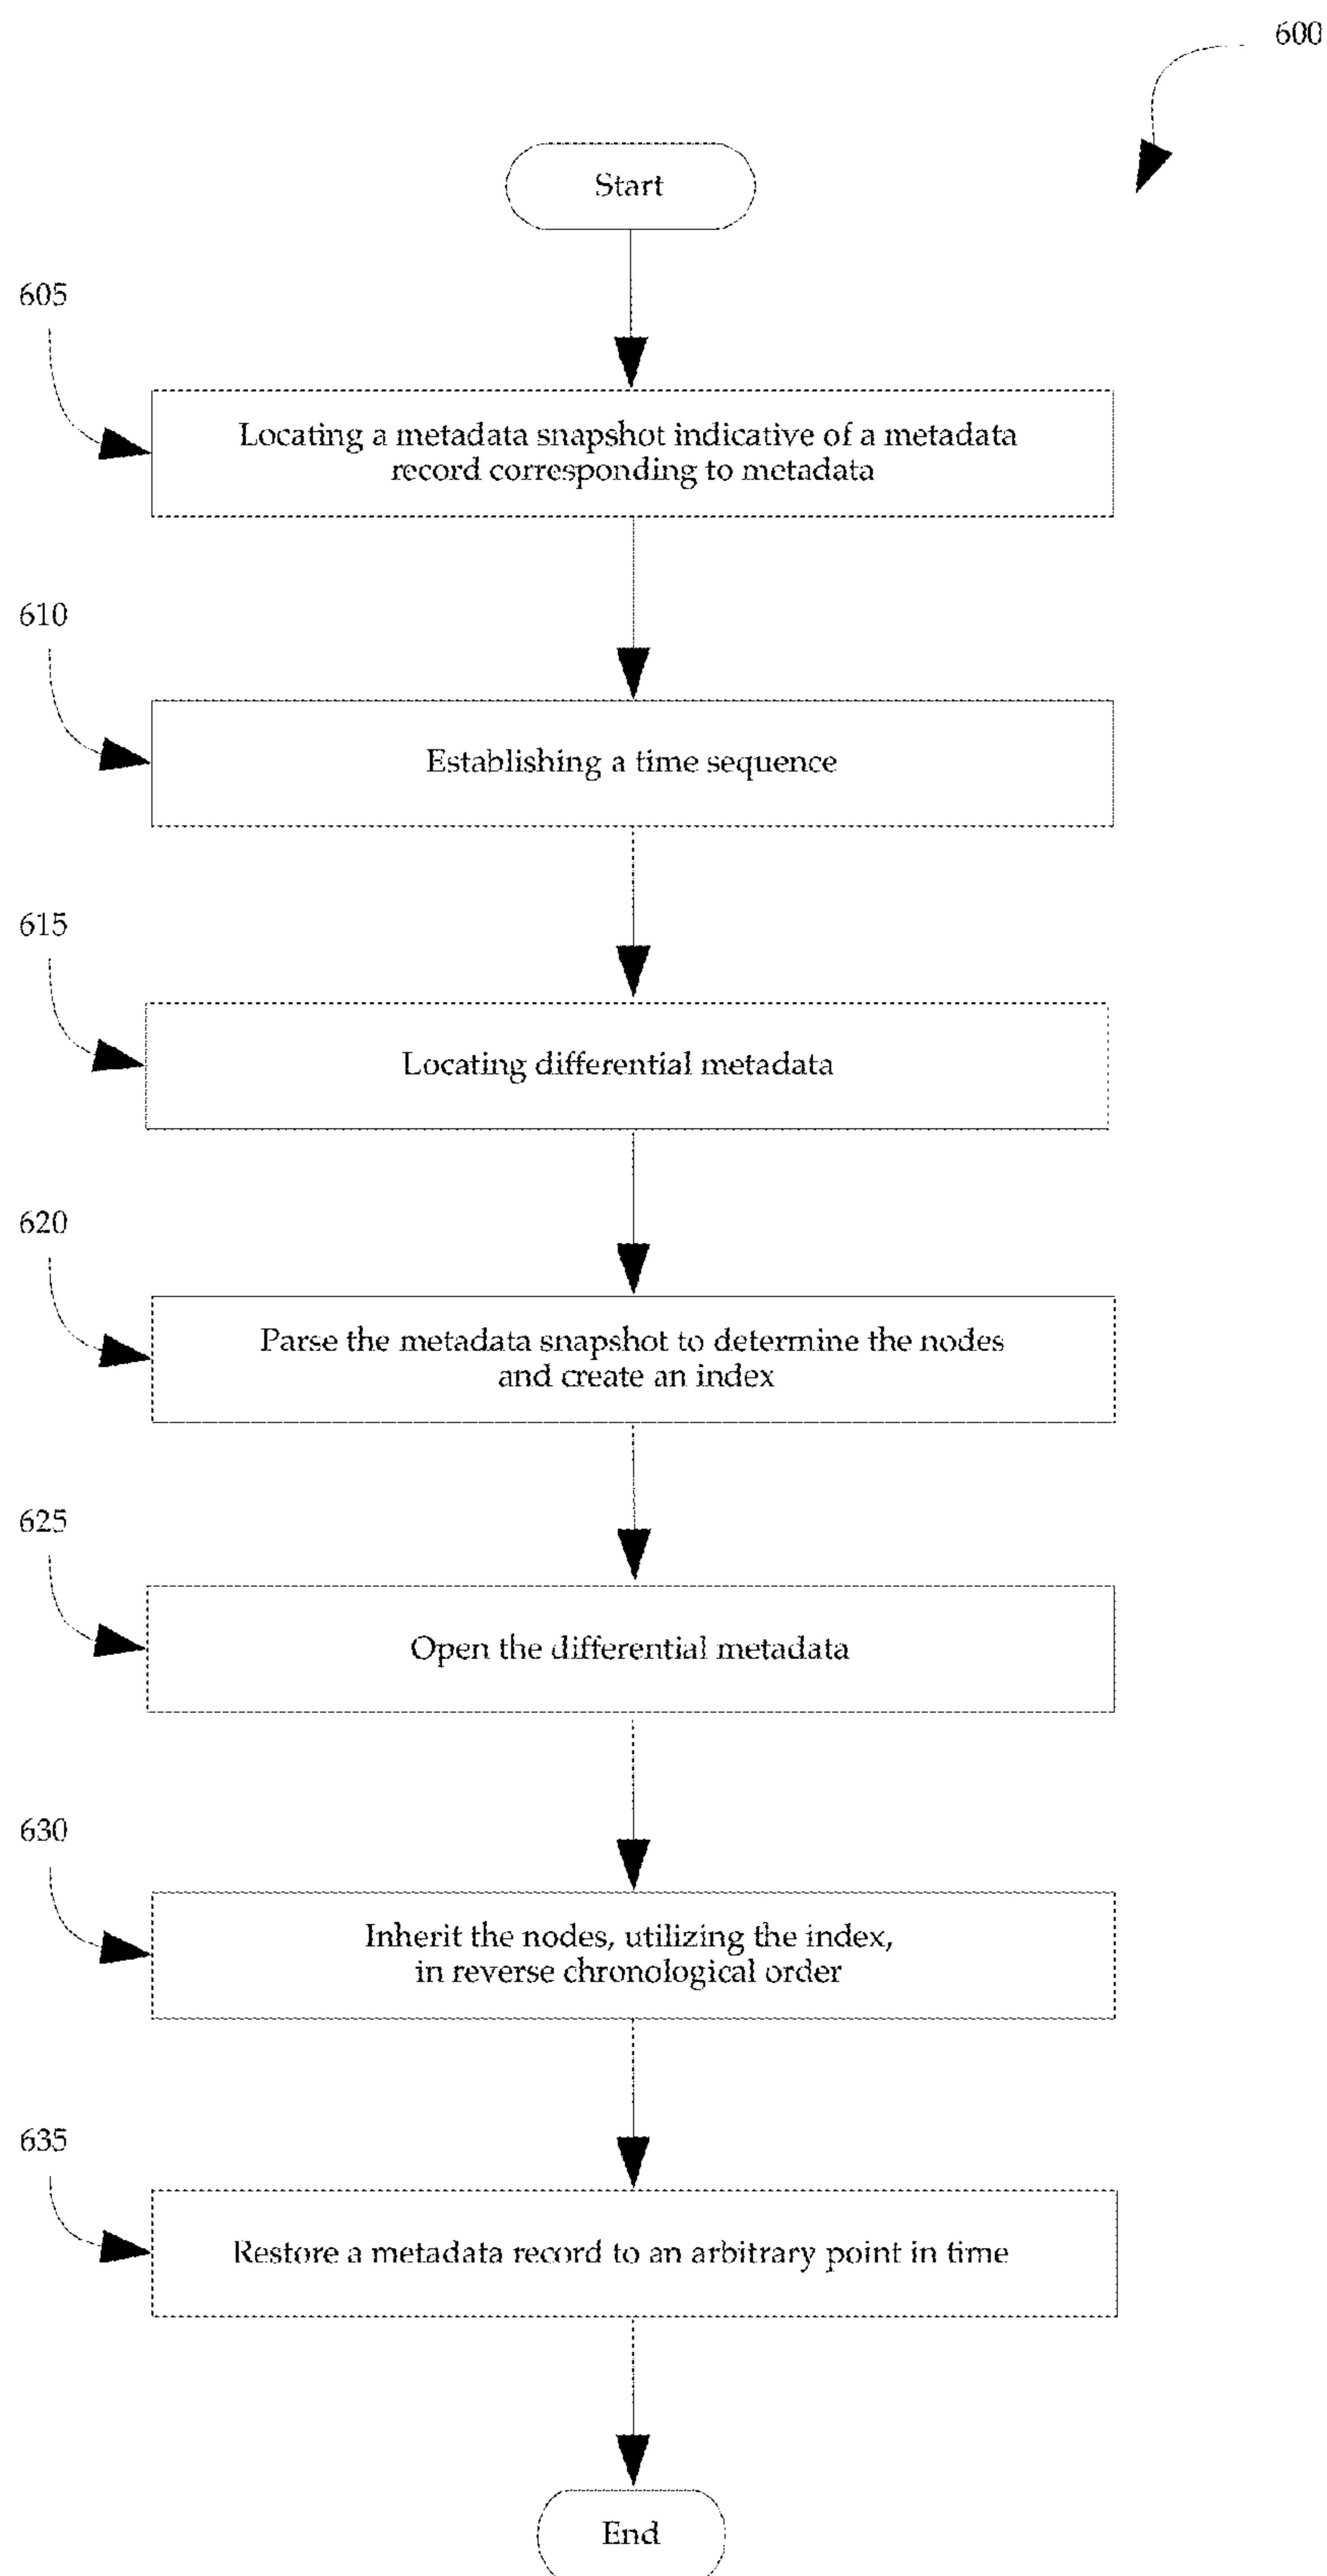 600
Start
605
Locating a metadata snapshot indicative of a metadata
record corresponding to metadata
610
Establishing a time sequence
615
Locating differential metadata
620
Parse the metadata snapshot to determine the nodes
and create an index
625
Open the differential metadata
630
Inherit the nodes, utilizing the index,
in reverse chronological order
635
Restore a metadata record to an arbitrary point in time
End